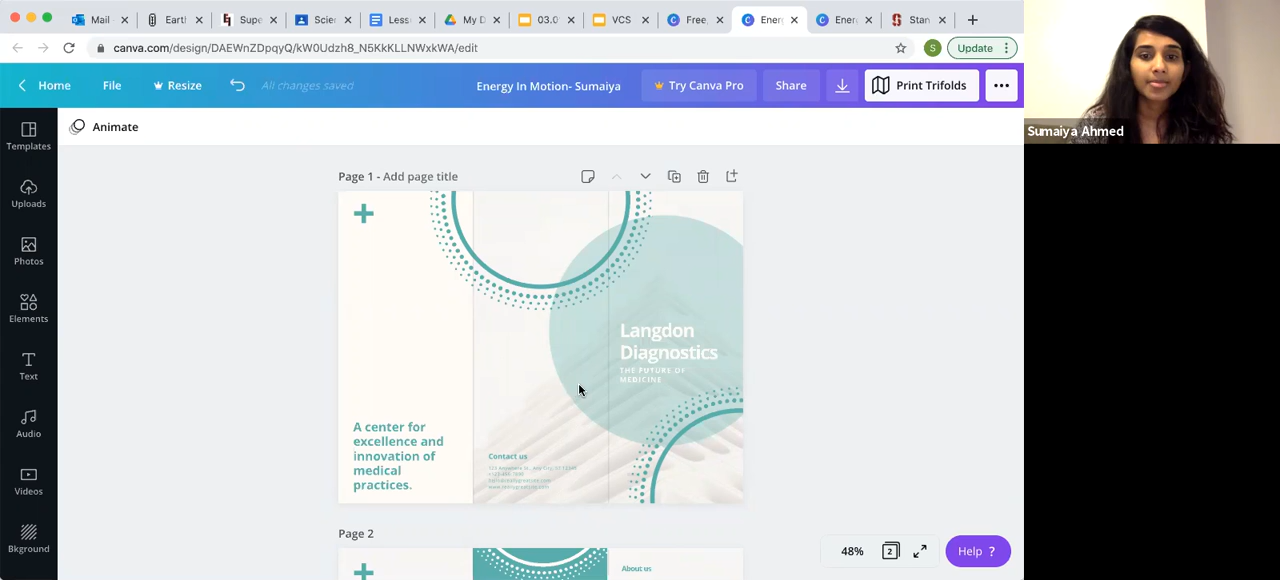 Mail
Earl
Supe
Scie
Less
My D
03.0
VCS
Free,
Ener
Ener
Stan
canva.com/design/DAEWnZDpqyQ/kW0Udzh8_N5KkKLLNWxkWA/edit
S
Update
Home
File
Resize
All changes saved
Energy In Motion- Sumaiya
Try Canva Pro
Share
Print Trifolds
Sumaiya Ahmed
Animate
Templates
Uploads
Photos
Elements
Text
Audio
Videos
Bkground
Page 1 - Add page title
Langdon
Diagnostics
THE FUTURE OF
MEDICINE
A center for
excellence and
innovation of
medical
practices.
Contact us
Page 2
About us
48%
2
Help ?